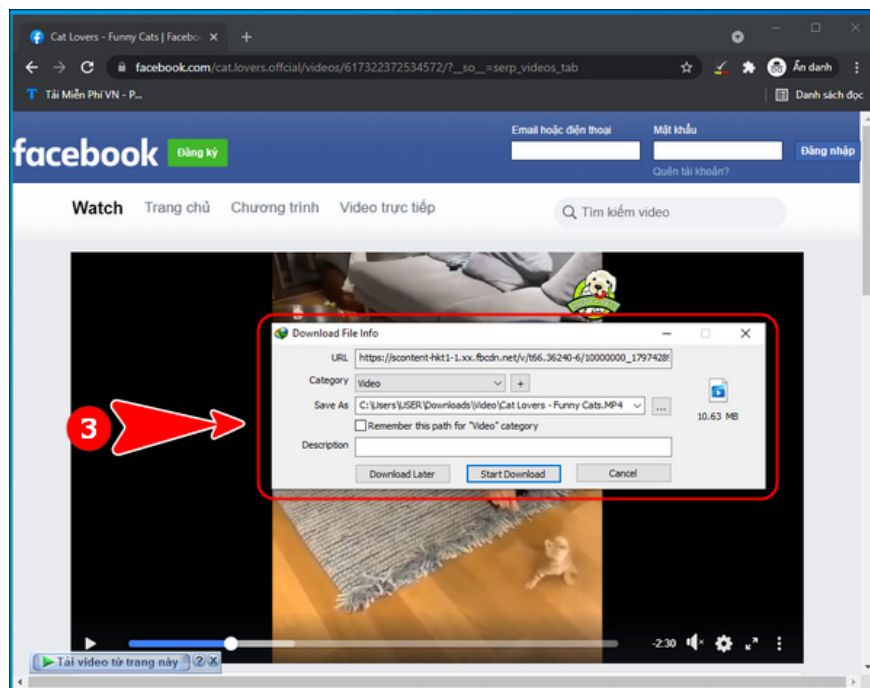 Cat Lovers - Funny Cats | Facebo
facebook.com/cat.lovers.offcial/videos/617322372534572/?__so__=serp_videos_tab
Ẩn danh
Tải Miễn Phí VN - P...
Danh sách đọc
facebook
Đăng ký
Email hoặc điện thoại
Mật khẩu
Đăng nhập
Quên tài khoản?
Watch
Trang chủ
Chương trình
Video trực tiếp
Tìm kiếm video
Download File Info
URL
https://scontent-hkt1-1.xx.fbcdn.net/v/t66.36240-6/10000000_1797428
Category
Video
+
Save As
C:\Users\USER\Downloads\Video\Cat Lovers - Funny Cats.MP4
...
10.63 MB
Remember this path for "Video" category
Description
Download Later
Start Download
Cancel
3
-2:30
Tải video từ trang này
?
X